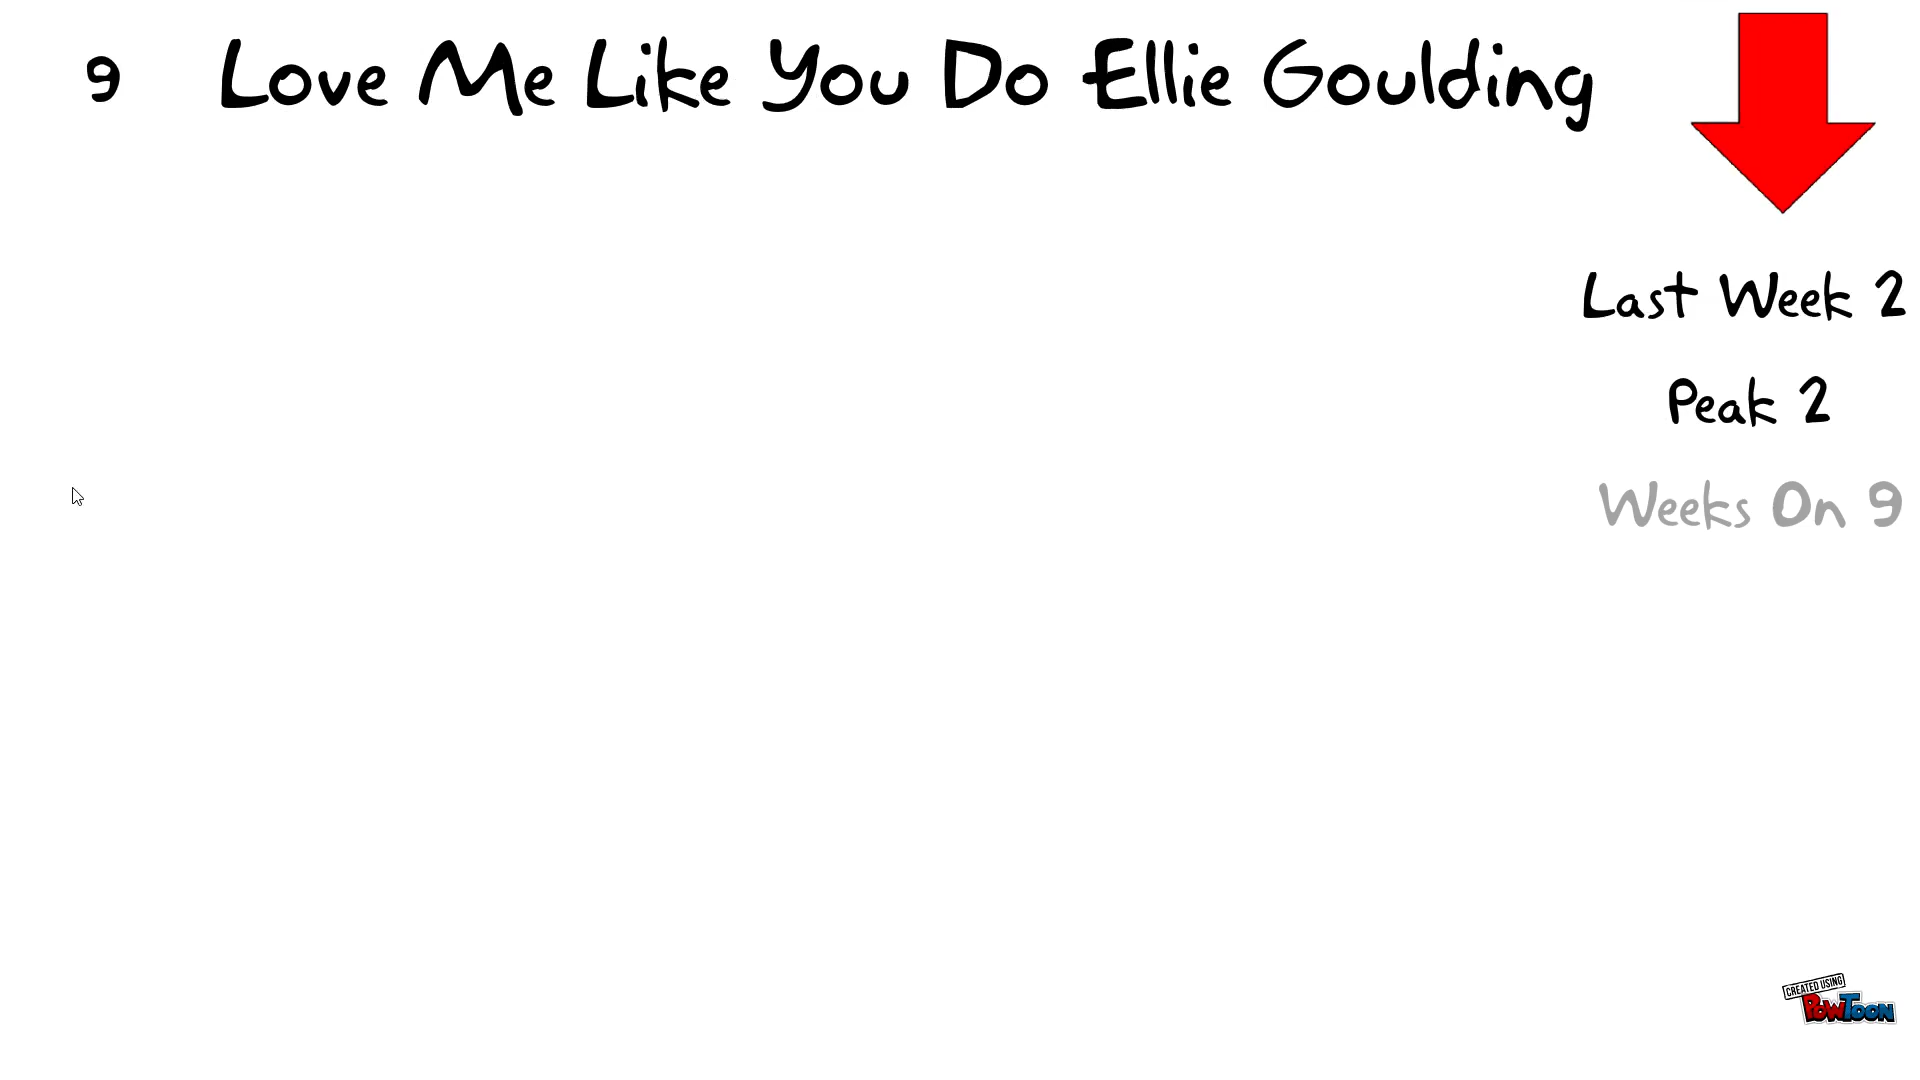 9 Love Me Like You Do Ellie Goulding
Last Week 2
Peak 2
Weeks On 9
CREATED USING
POWTOON